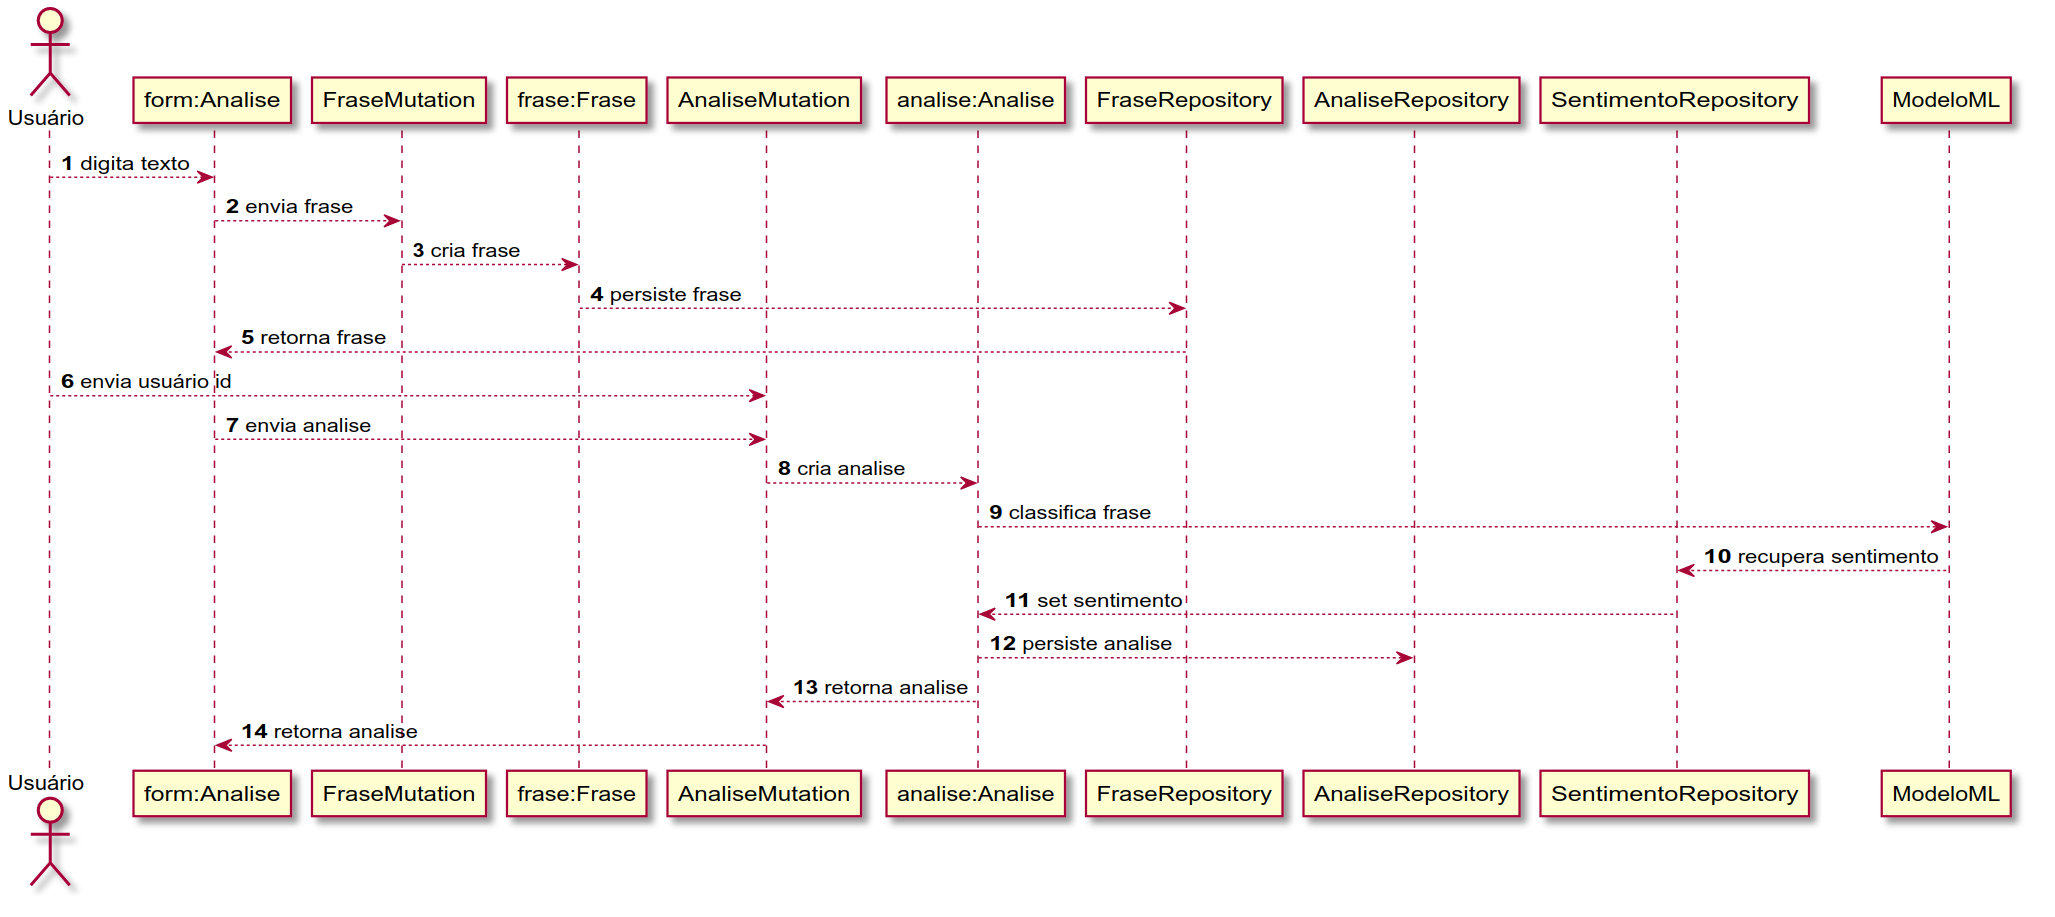 Usuário
form:Analise
FraseMutation
frase:Frase
AnaliseMutation
analise:Analise
FraseRepository
AnaliseRepository
SentimentoRepository
ModeloML
1 digita texto
2 envia frase
3 cria frase
4 persiste frase
5 retorna frase
6 envia usuário id
7 envia analise
8 cria analise
9 classifica frase
10 recupera sentimento
11 set sentimento
12 persiste analise
13 retorna analise
14 retorna analise
Usuário
form:Analise
FraseMutation
frase:Frase
AnaliseMutation
analise:Analise
FraseRepository
AnaliseRepository
SentimentoRepository
ModeloML